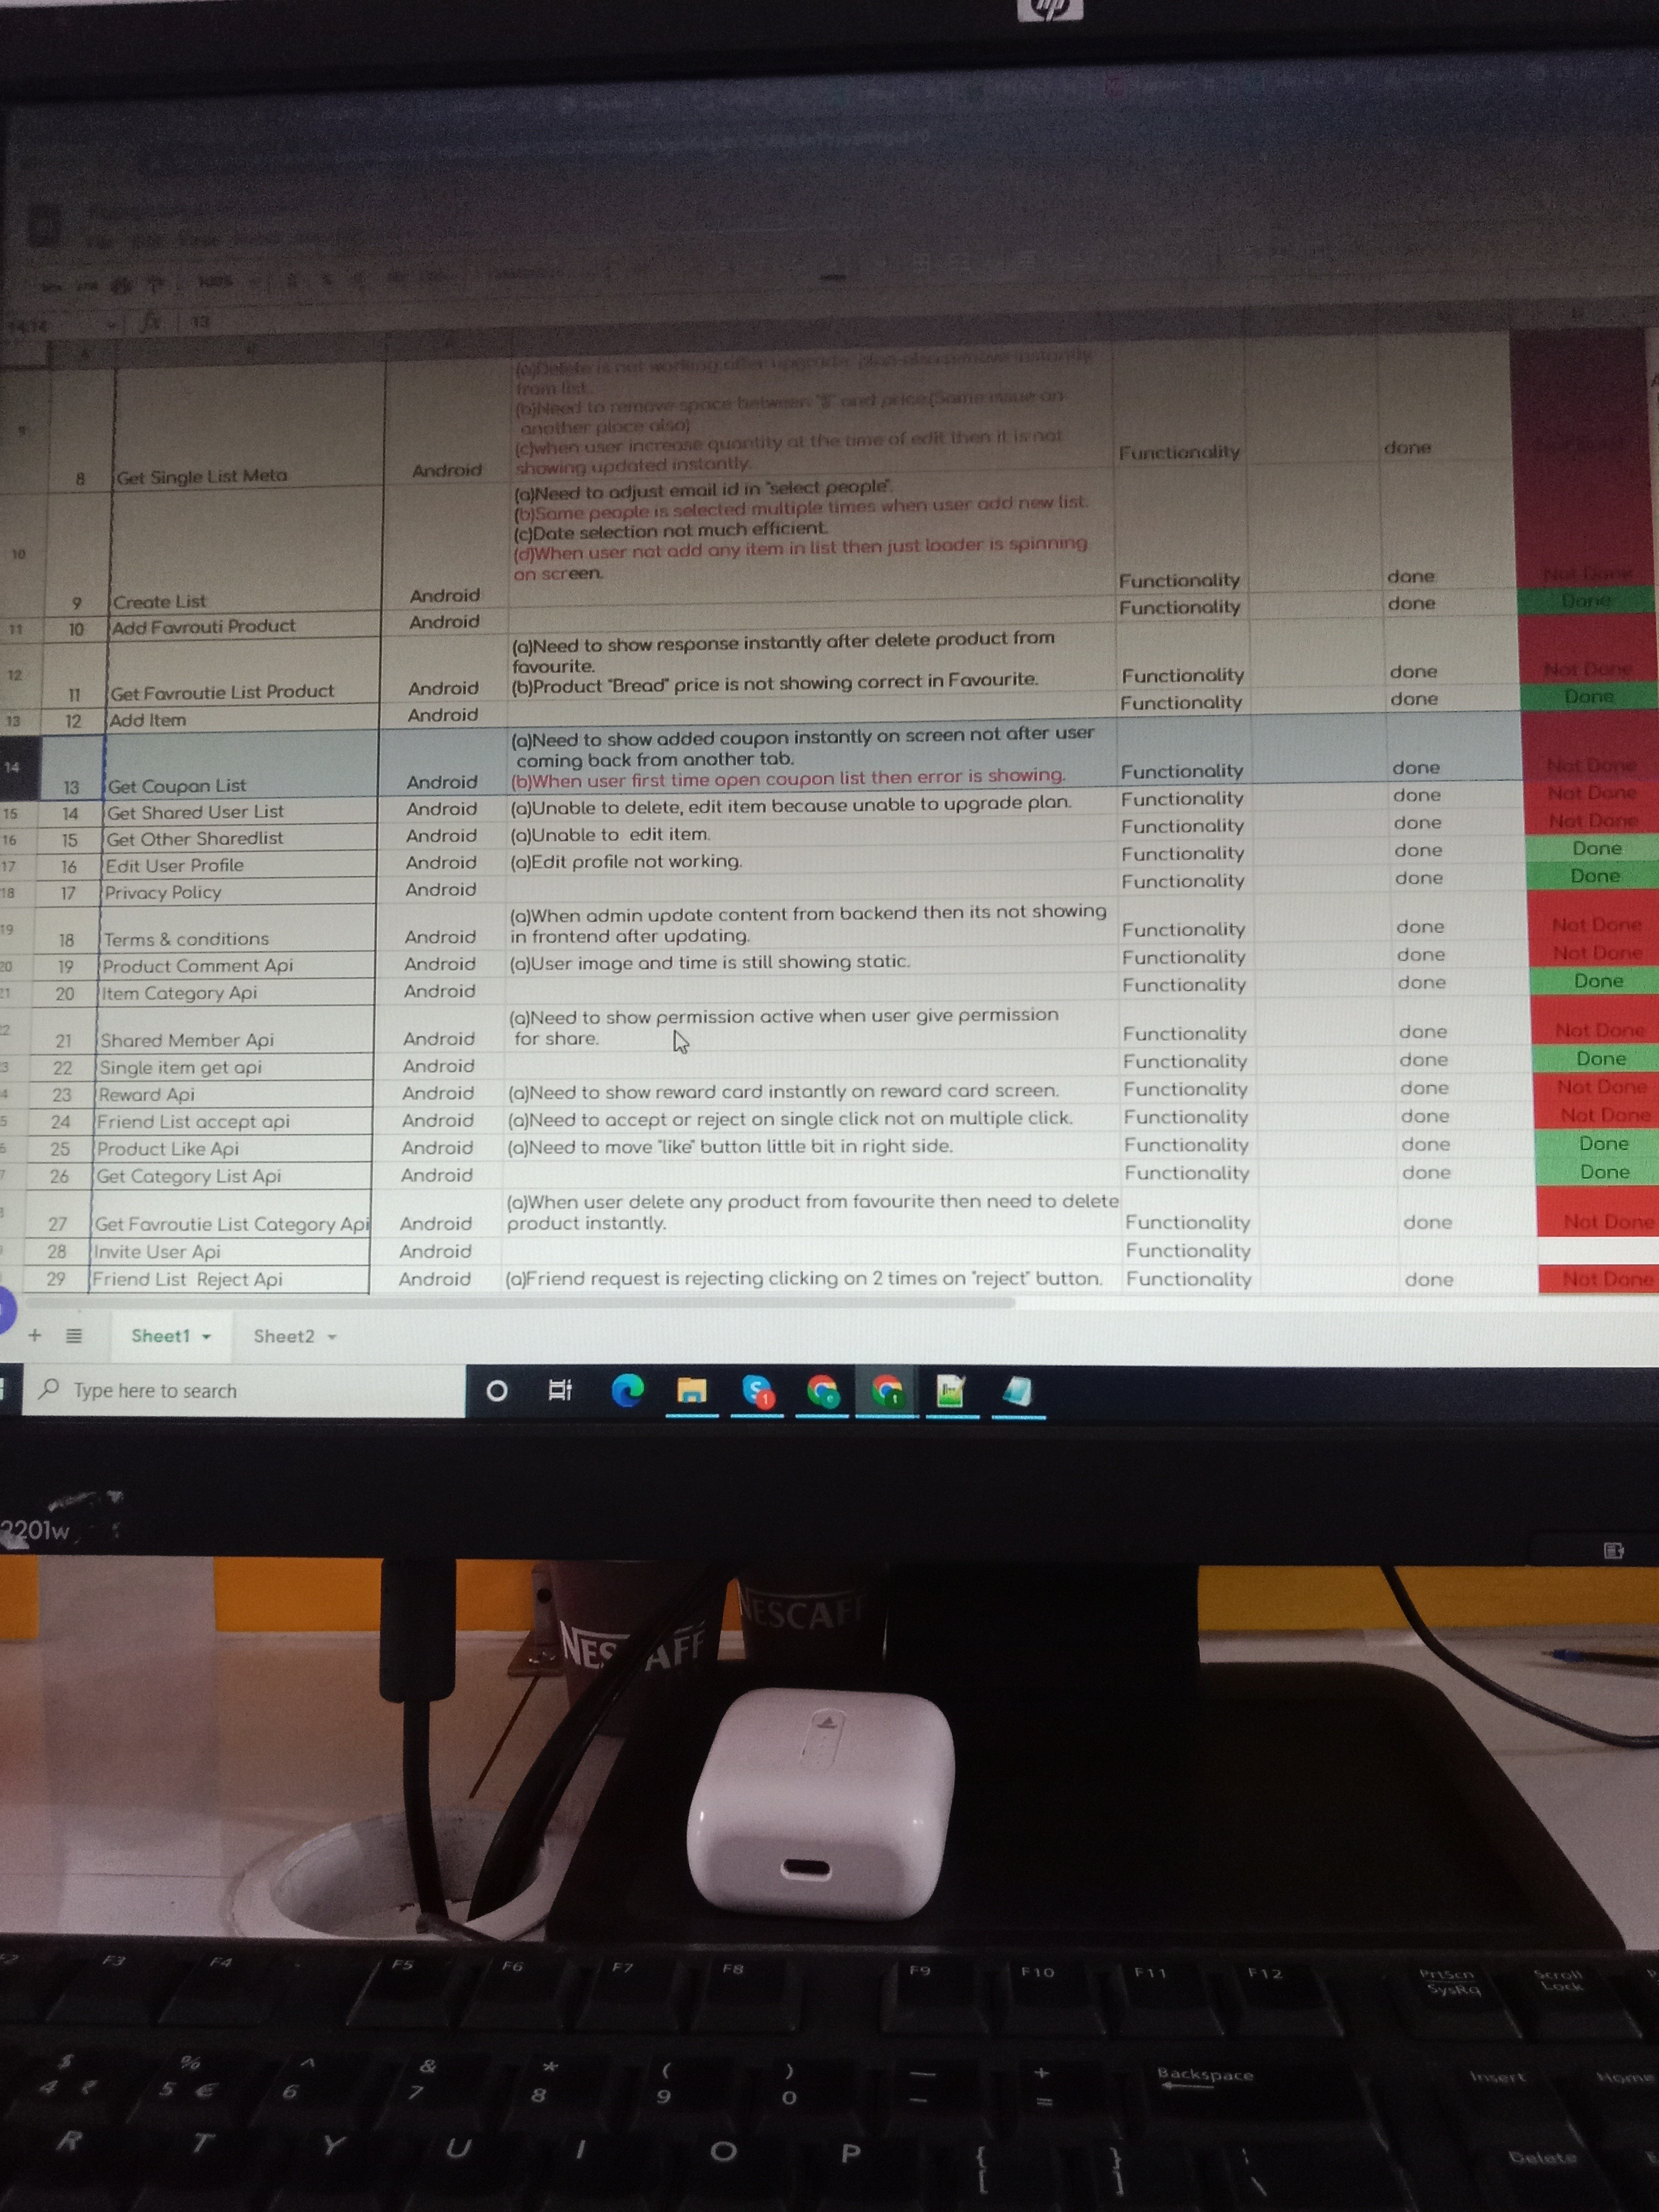 hp
13
(a)Delete is not working after upgrade
from list.
(b)Need to remove space between "$" and price(Same issue on
another place also)
(c)when user increase quantity at the time of edit then it is not
showing updated instantly.
9 8 Get Single List Meta Android Functionality done
(a)Need to adjust email id in "select people".
(b)Same people is selected multiple times when user add new list.
(c)Date selection not much efficient.
(d)When user not add any item in list then just loader is spinning
on screen.
10 9 Create List Android Functionality done Not Done
11 10 Add Favrouti Product Android Functionality done Done
(a)Need to show response instantly after delete product from
favourite.
(b)Product "Bread" price is not showing correct in Favourite.
12 11 Get Favroutie List Product Android Functionality done Not Done
13 12 Add Item Android Functionality done Done
(a)Need to show added coupon instantly on screen not after user
coming back from another tab.
(b)When user first time open coupon list then error is showing.
14 13 Get Coupan List Android Functionality done Not Done
15 14 Get Shared User List Android (a)Unable to delete, edit item because unable to upgrade plan. Functionality done Not Done
16 15 Get Other Sharedlist Android (a)Unable to edit item. Functionality done Not Done
17 16 Edit User Profile Android (a)Edit profile not working. Functionality done Done
18 17 Privacy Policy Android Functionality done Done
(a)When admin update content from backend then its not showing
in frontend after updating.
19 18 Terms & conditions Android Functionality done Not Done
20 19 Product Comment Api Android (a)User image and time is still showing static. Functionality done Not Done
21 20 Item Category Api Android Functionality done Done
(a)Need to show permission active when user give permission
for share.
21 Shared Member Api Android Functionality done Not Done
22 Single item get api Android Functionality done Done
23 Reward Api Android (a)Need to show reward card instantly on reward card screen. Functionality done Not Done
24 Friend List accept api Android (a)Need to accept or reject on single click not on multiple click. Functionality done Not Done
25 Product Like Api Android (a)Need to move "like" button little bit in right side. Functionality done Done
26 Get Category List Api Android Functionality done Done
(a)When user delete any product from favourite then need to delete
product instantly.
27 Get Favroutie List Category Api Android Functionality done Not Done
28 Invite User Api Android Functionality
29 Friend List Reject Api Android (a)Friend request is rejecting clicking on 2 times on "reject" button. Functionality done Not Done
+ Sheet1 Sheet2
Type here to search
2201w
NESCAFE
NESCAFE
F3 F4 F5 F6 F7 F8 F9 F10 F11 F12 PrtScn SysRq Scroll Lock
$ 4 ₹ % 5 € ^ 6 & 7 * 8 ( 9 ) 0 — - + = Backspace Insert Home
R T Y U I O P { [ } ] \ Delete